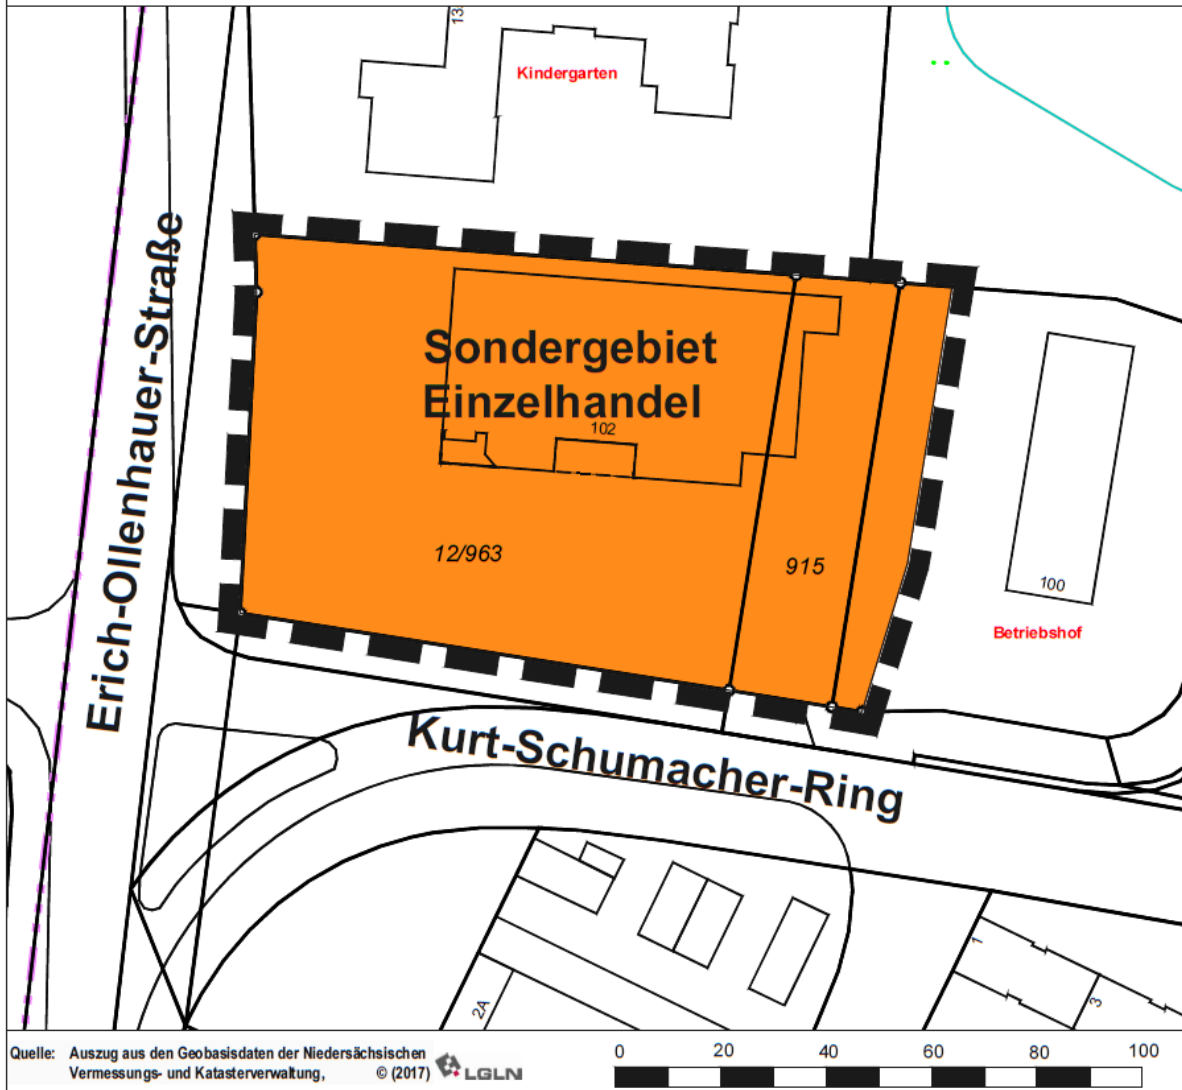 13
Kindergarten
Erich-Ollenhauer-Straße
Sondergebiet
Einzelhandel
102
12/963
915
100
Betriebshof
Kurt-Schumacher-Ring
2A
1
3
Quelle: Auszug aus den Geobasisdaten der Niedersächsischen
Vermessungs- und Katasterverwaltung, © (2017) LGLN
0 20 40 60 80 100